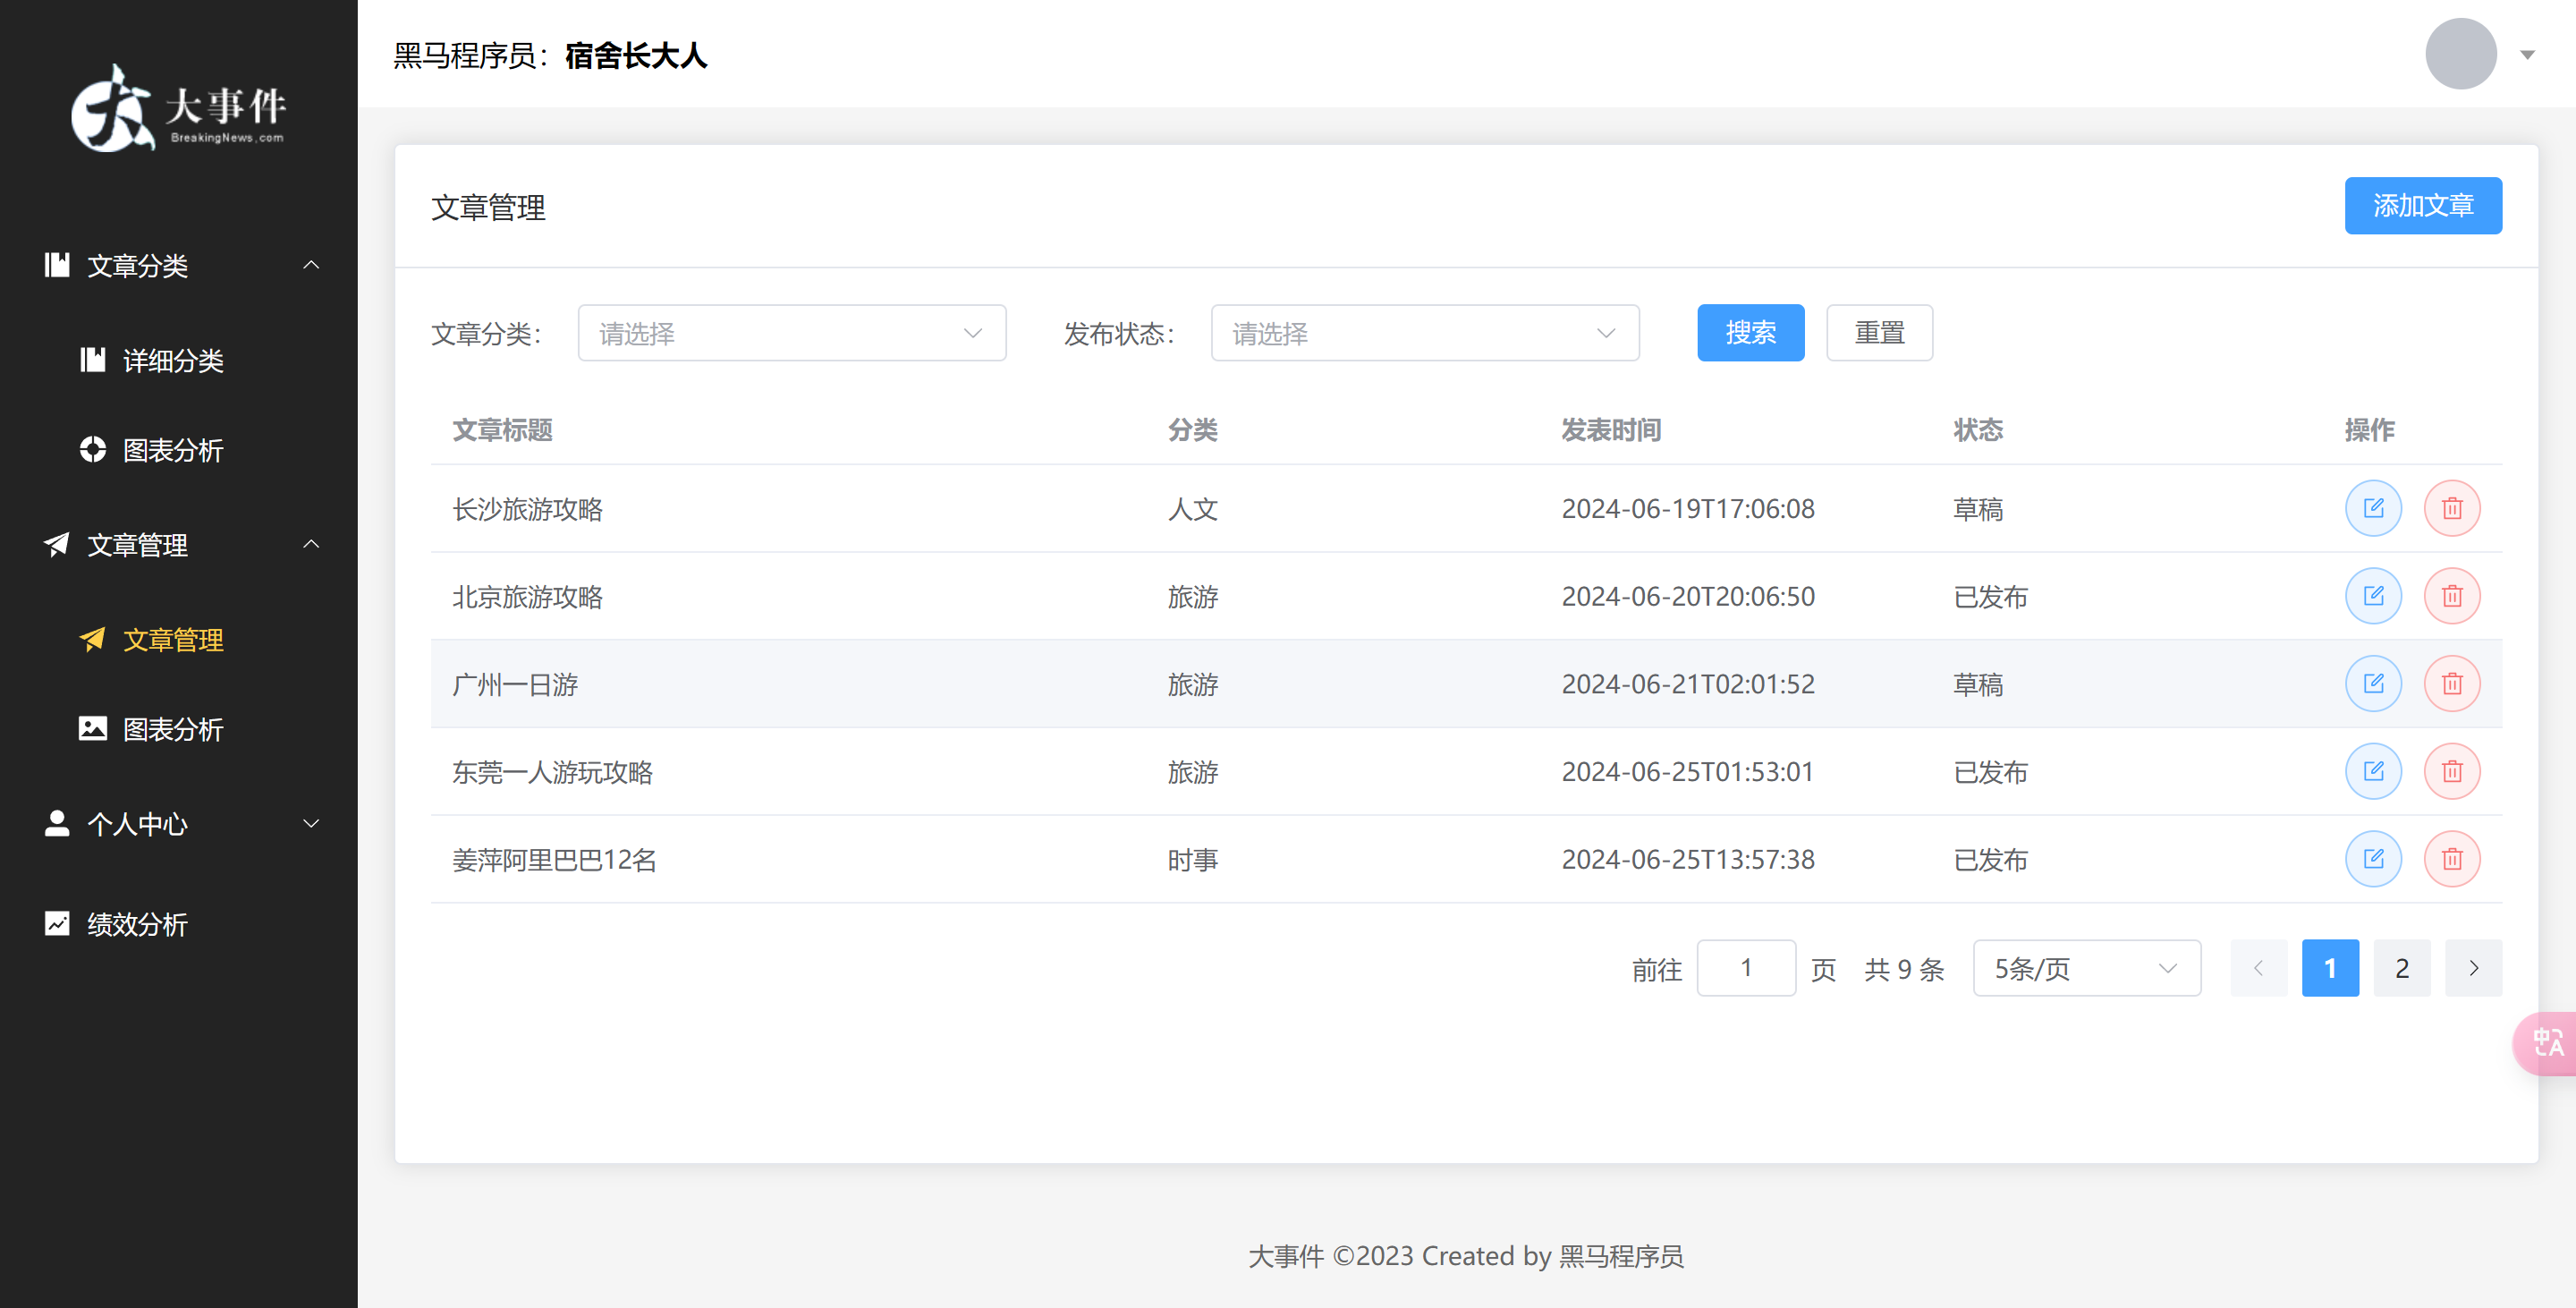 大事件
BreakingNews.com
文章分类
详细分类
图表分析
文章管理
文章管理
图表分析
个人中心
绩效分析
黑马程序员：宿舍长大人
文章管理
添加文章
文章分类： 请选择 发布状态： 请选择 搜索 重置
文章标题 分类 发表时间 状态 操作
长沙旅游攻略 人文 2024-06-19T17:06:08 草稿
北京旅游攻略 旅游 2024-06-20T20:06:50 已发布
广州一日游 旅游 2024-06-21T02:01:52 草稿
东莞一人游玩攻略 旅游 2024-06-25T01:53:01 已发布
姜萍阿里巴巴12名 时事 2024-06-25T13:57:38 已发布
前往 1 页 共 9 条 5条/页 1 2
中A
大事件 ©2023 Created by 黑马程序员